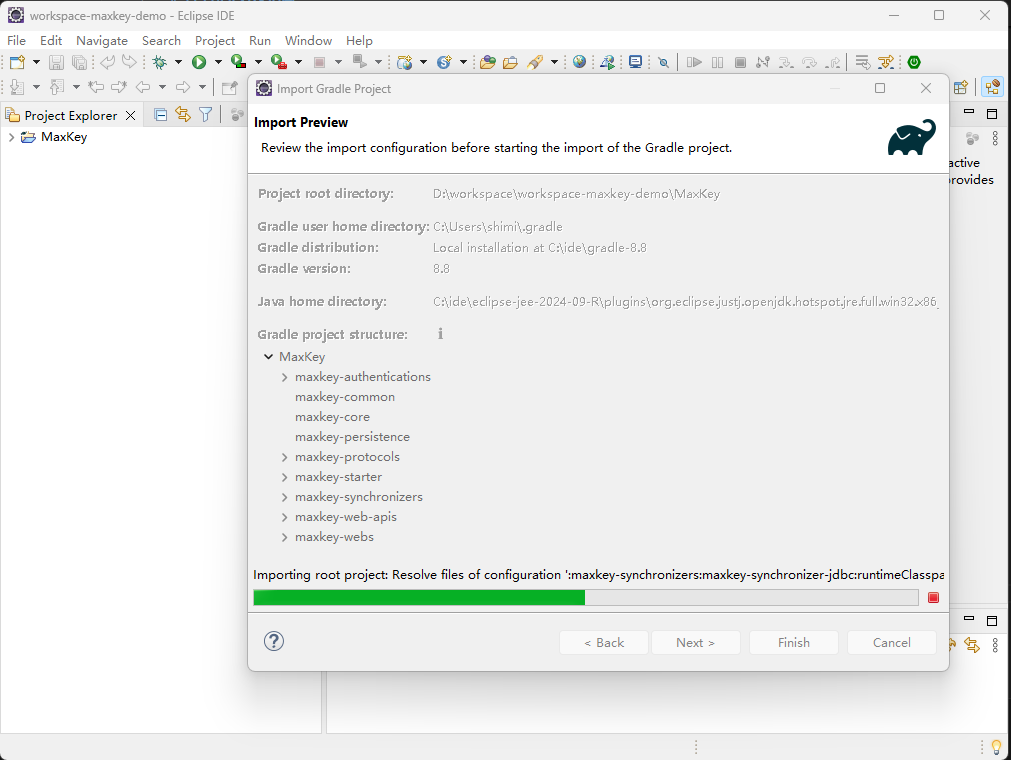 workspace-maxkey-demo - Eclipse IDE
File Edit Navigate Search Project Run Window Help
Import Gradle Project
Project Explorer
MaxKey
Import Preview
Review the import configuration before starting the import of the Gradle project.
active
provides
Project root directory: D:\workspace\workspace-maxkey-demo\MaxKey
Gradle user home directory: C:\Users\shimi\.gradle
Gradle distribution: Local installation at C:\ide\gradle-8.8
Gradle version: 8.8
Java home directory: C:\ide\eclipse-jee-2024-09-R\plugins\org.eclipse.justj.openjdk.hotspot.jre.full.win32.x86_
Gradle project structure:
MaxKey
maxkey-authentications
maxkey-common
maxkey-core
maxkey-persistence
maxkey-protocols
maxkey-starter
maxkey-synchronizers
maxkey-web-apis
maxkey-webs
Importing root project: Resolve files of configuration ':maxkey-synchronizers:maxkey-synchronizer-jdbc:runtimeClasspa
< Back Next > Finish Cancel